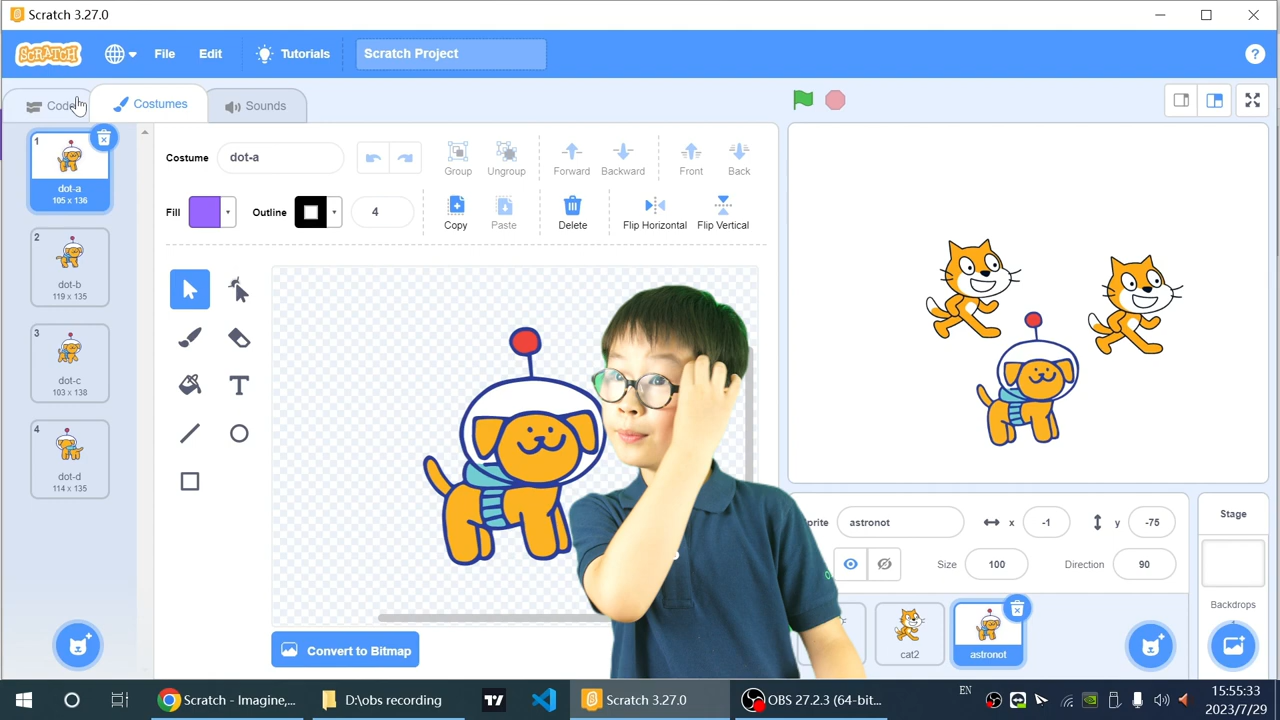 Scratch 3.27.0
SCRATCH
File
Edit
Tutorials
Scratch Project
?
Code
Costumes
Sounds
1
dot-a
105 x 136
2
dot-b
119 x 135
3
dot-c
103 x 138
4
dot-d
114 x 135
Costume
dot-a
Group
Ungroup
Forward
Backward
Front
Back
Fill
Outline
4
Copy
Paste
Delete
Flip Horizontal
Flip Vertical
T
Convert to Bitmap
astronot
x
-1
y
-75
Size
100
Direction
90
cat2
astronot
Stage
Backdrops
Scratch - Imagine,...
D:\obs recording
Scratch 3.27.0
OBS 27.2.3 (64-bit...
EN
15:55:33
2023/7/29